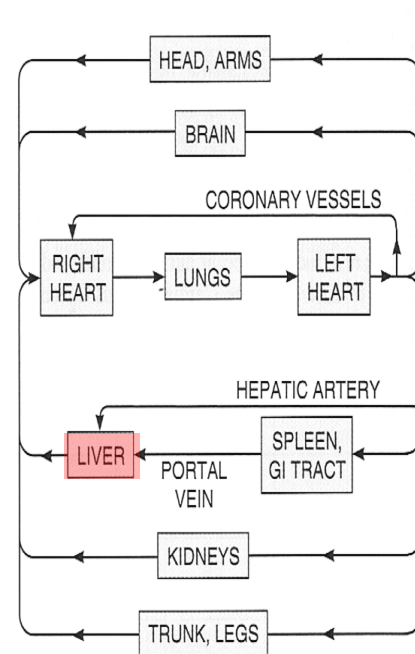 HEAD, ARMS
BRAIN
CORONARY VESSELS
RIGHT
HEART
LUNGS
LEFT
HEART
HEPATIC ARTERY
LIVER
PORTAL
VEIN
SPLEEN,
GI TRACT
KIDNEYS
TRUNK, LEGS